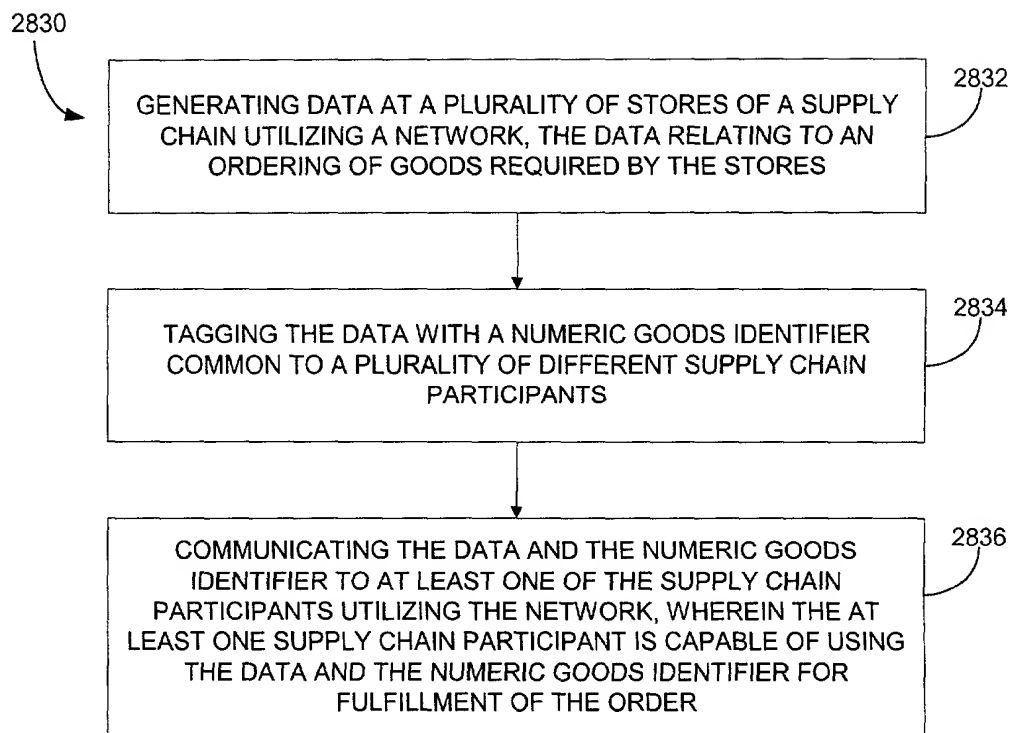 2830
2832
GENERATING DATA AT A PLURALITY OF STORES OF A SUPPLY
CHAIN UTILIZING A NETWORK, THE DATA RELATING TO AN
ORDERING OF GOODS REQUIRED BY THE STORES
2834
TAGGING THE DATA WITH A NUMERIC GOODS IDENTIFIER
COMMON TO A PLURALITY OF DIFFERENT SUPPLY CHAIN
PARTICIPANTS
2836
COMMUNICATING THE DATA AND THE NUMERIC GOODS
IDENTIFIER TO AT LEAST ONE OF THE SUPPLY CHAIN
PARTICIPANTS UTILIZING THE NETWORK, WHEREIN THE AT
LEAST ONE SUPPLY CHAIN PARTICIPANT IS CAPABLE OF USING
THE DATA AND THE NUMERIC GOODS IDENTIFIER FOR
FULFILLMENT OF THE ORDER